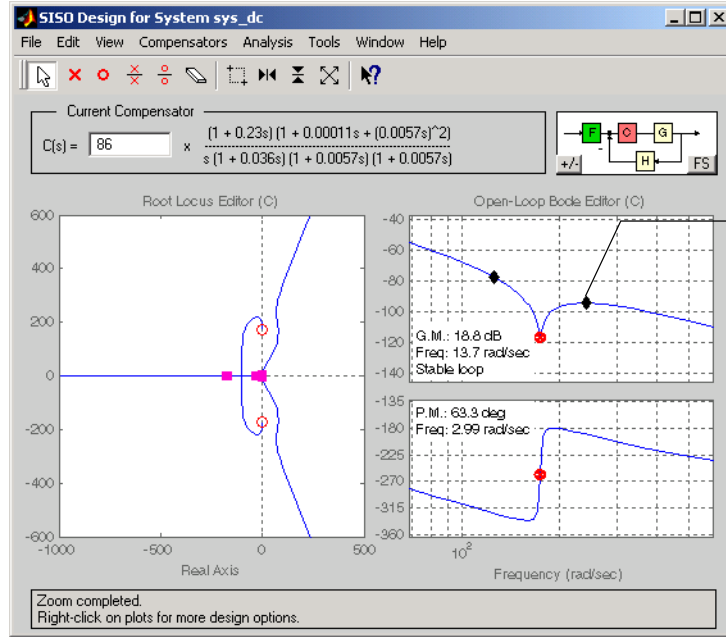 SISO Design for System sys_dc
File Edit View Compensators Analysis Tools Window Help
Current Compensator
C(s) = 86 x (1 + 0.23s) (1 + 0.00011s + (0.0057s)^2)
s (1 + 0.036s) (1 + 0.0057s) (1 + 0.0057s)
F C G
H
+/- FS
Root Locus Editor (C)
600
400
200
0
-200
-400
-600
-1000 -500 0 500
Real Axis
Open-Loop Bode Editor (C)
-40
-60
-80
-100
-120
-140
G.M.: 18.8 dB
Freq: 13.7 rad/sec
Stable loop
-135
-180
-225
-270
-315
-360
P.M.: 63.3 deg
Freq: 2.99 rad/sec
10^2
Frequency (rad/sec)
Zoom completed.
Right-click on plots for more design options.